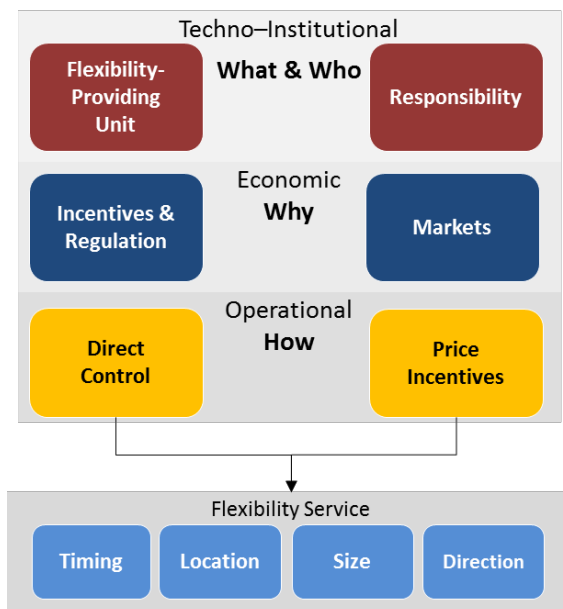 Techno–Institutional
What & Who
Flexibility-
Providing
Unit
Responsibility
Economic
Why
Incentives &
Regulation
Markets
Operational
How
Direct
Control
Price
Incentives
Flexibility Service
Timing
Location
Size
Direction